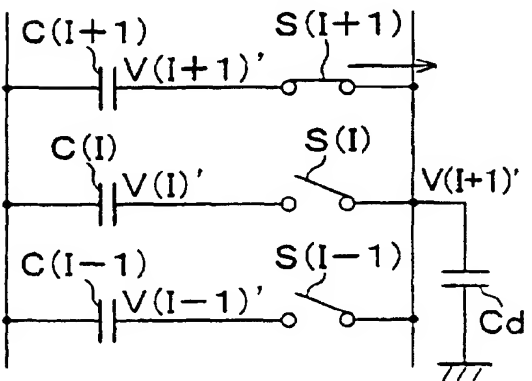 C(I+1) S(I+1)
V(I+1)'
C(I) S(I)
V(I)' V(I+1)'
C(I-1) S(I-1)
V(I-1)'
Cd